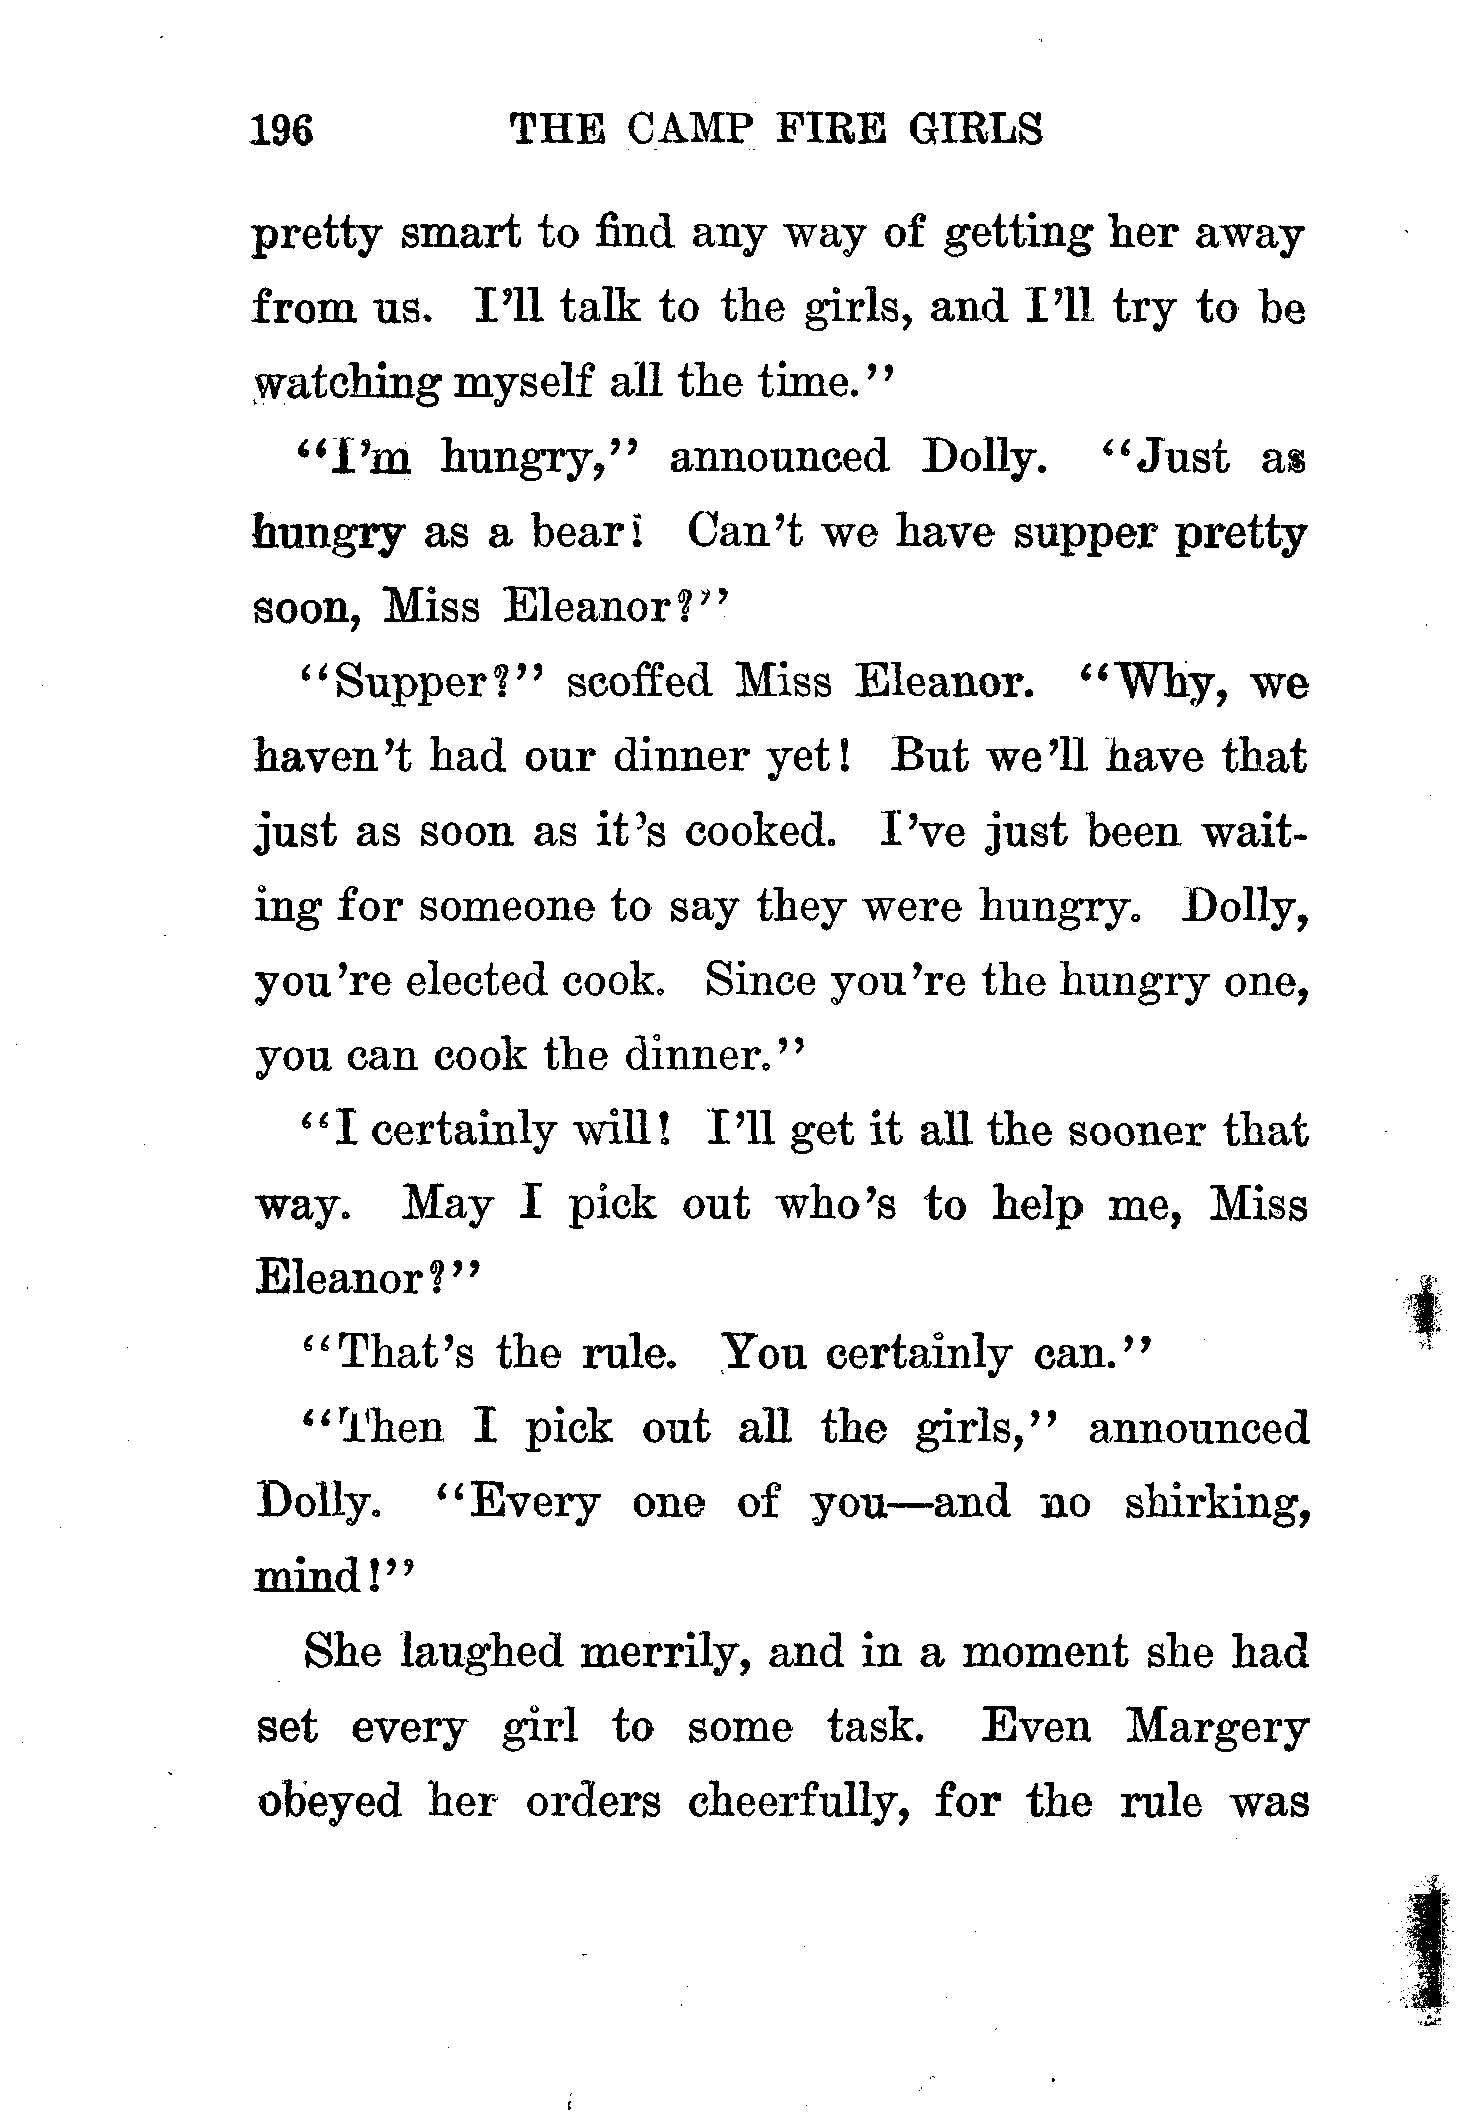 196 THE CAMP FIRE GIRLS
pretty smart to find any way of getting her away
from us. I'll talk to the girls, and I'll try to be
watching myself all the time."
"I'm hungry," announced Dolly. "Just as
hungry as a bear! Can't we have supper pretty
soon, Miss Eleanor?"
"Supper?" scoffed Miss Eleanor. "Why, we
haven't had our dinner yet! But we'll have that
just as soon as it's cooked. I've just been wait-
ing for someone to say they were hungry. Dolly,
you're elected cook. Since you're the hungry one,
you can cook the dinner."
"I certainly will! I'll get it all the sooner that
way. May I pick out who's to help me, Miss
Eleanor?"
"That's the rule. You certainly can."
"Then I pick out all the girls," announced
Dolly. "Every one of you—and no shirking,
mind!"
She laughed merrily, and in a moment she had
set every girl to some task. Even Margery
obeyed her orders cheerfully, for the rule was